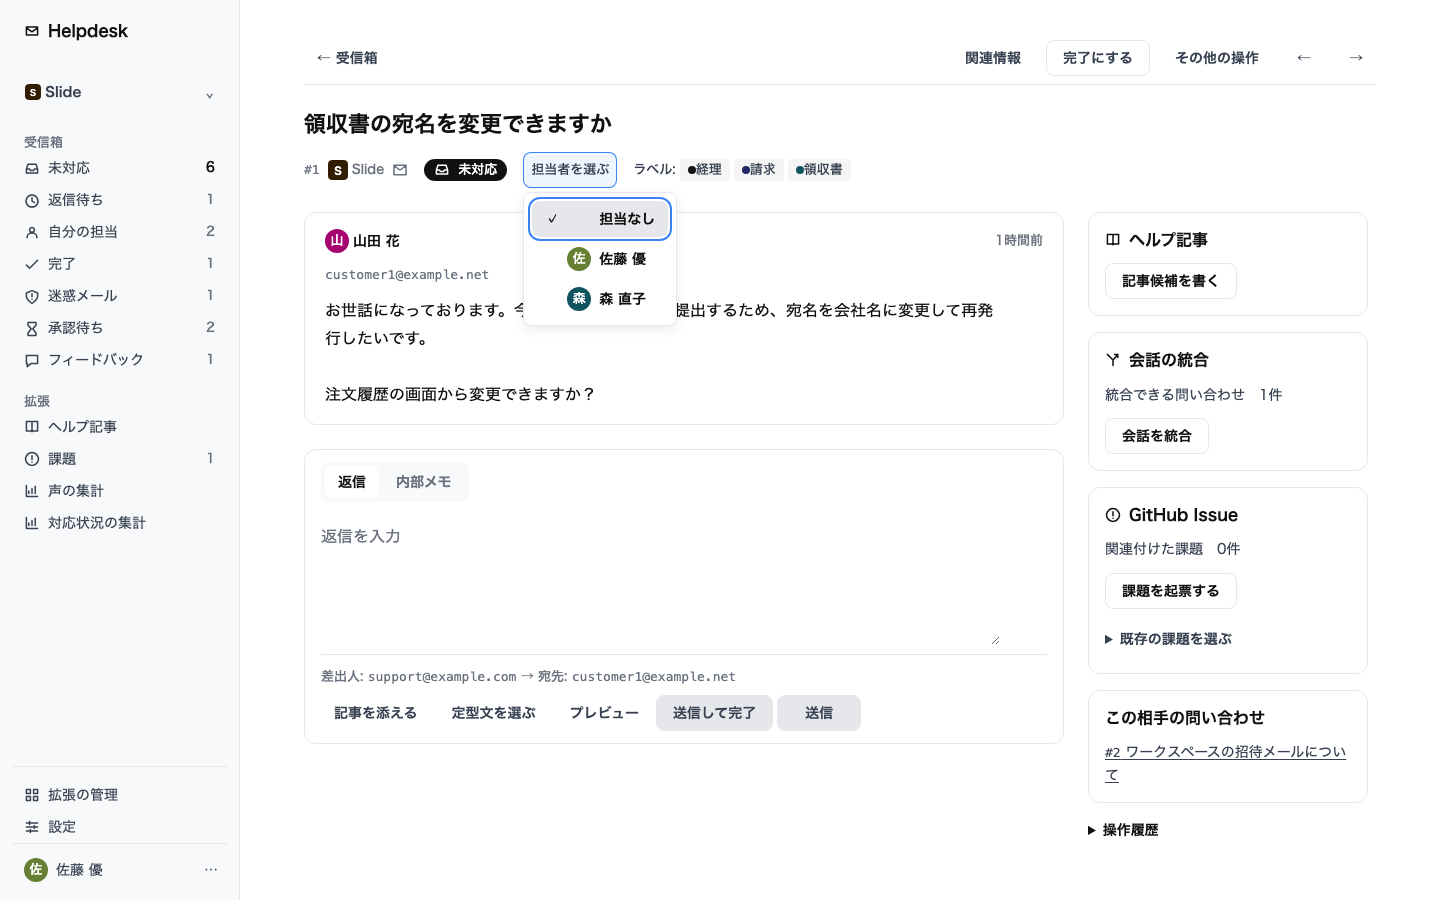 Helpdesk
Slide
受信箱
未対応 6
返信待ち 1
自分の担当 2
完了 1
迷惑メール 1
承認待ち 2
フィードバック 1
拡張
ヘルプ記事
課題 1
声の集計
対応状況の集計
拡張の管理
設定
佐 佐藤 優 …
← 受信箱 関連情報 完了にする その他の操作 ← →
領収書の宛名を変更できますか
#1 S Slide 未対応 担当者を選ぶ ラベル: 経理 請求 領収書
✓ 担当なし
佐 佐藤 優
森 森 直子
山 山田 花 1時間前
customer1@example.net
お世話になっております。 提出するため、宛名を会社名に変更して再発
行したいです。
注文履歴の画面から変更できますか？
返信 内部メモ
返信を入力
差出人: support@example.com → 宛先: customer1@example.net
記事を添える 定型文を選ぶ プレビュー 送信して完了 送信
ヘルプ記事
記事候補を書く
会話の統合
統合できる問い合わせ 1件
会話を統合
GitHub Issue
関連付けた課題 0件
課題を起票する
▶ 既存の課題を選ぶ
この相手の問い合わせ
#2 ワークスペースの招待メールについ
て
▶ 操作履歴